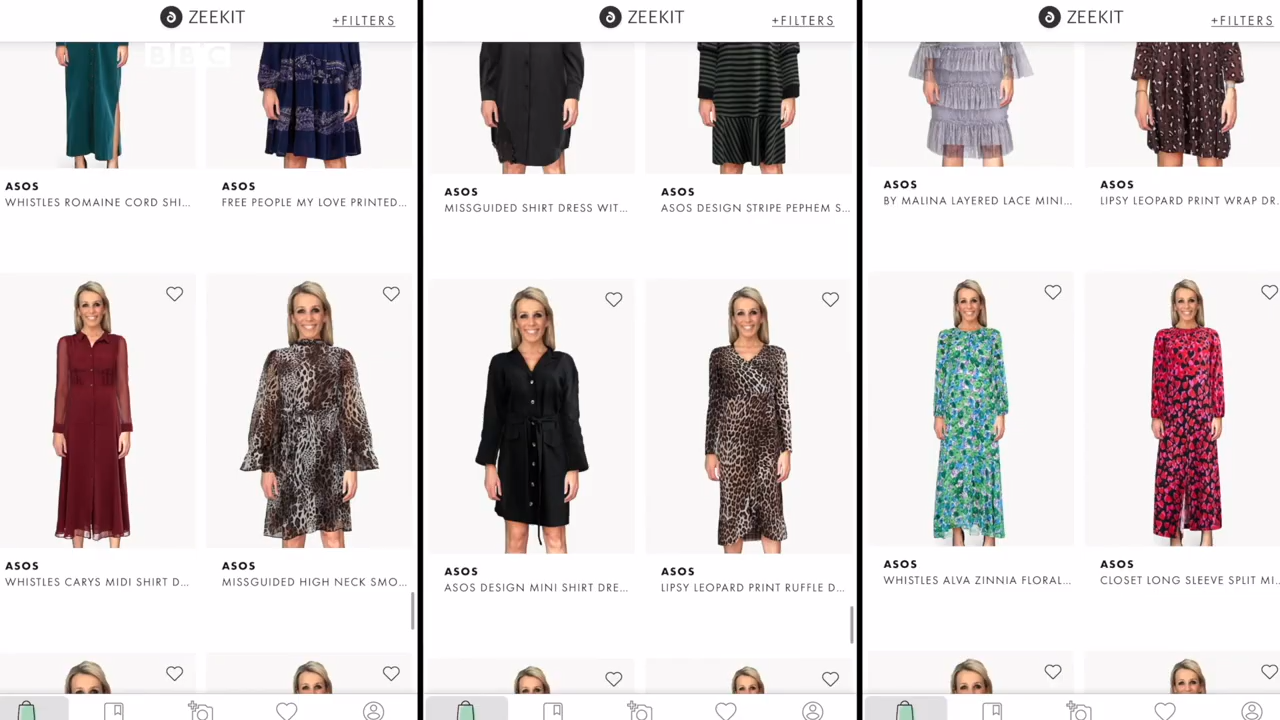 ZEEKIT
+FILTERS
BBC
ASOS
WHISTLES ROMAINE CORD SHI...
ASOS
FREE PEOPLE MY LOVE PRINTED...
ASOS
WHISTLES CARYS MIDI SHIRT D...
ASOS
MISSGUIDED HIGH NECK SMO...
ZEEKIT
+FILTERS
ASOS
MISSGUIDED SHIRT DRESS WIT...
ASOS
ASOS DESIGN STRIPE PEPHEM S...
ASOS
ASOS DESIGN MINI SHIRT DRE...
ASOS
LIPSY LEOPARD PRINT RUFFLE D...
ZEEKIT
+FILTERS
ASOS
BY MALINA LAYERED LACE MINI...
ASOS
LIPSY LEOPARD PRINT WRAP DR...
ASOS
WHISTLES ALVA ZINNIA FLORAL...
ASOS
CLOSET LONG SLEEVE SPLIT MI...